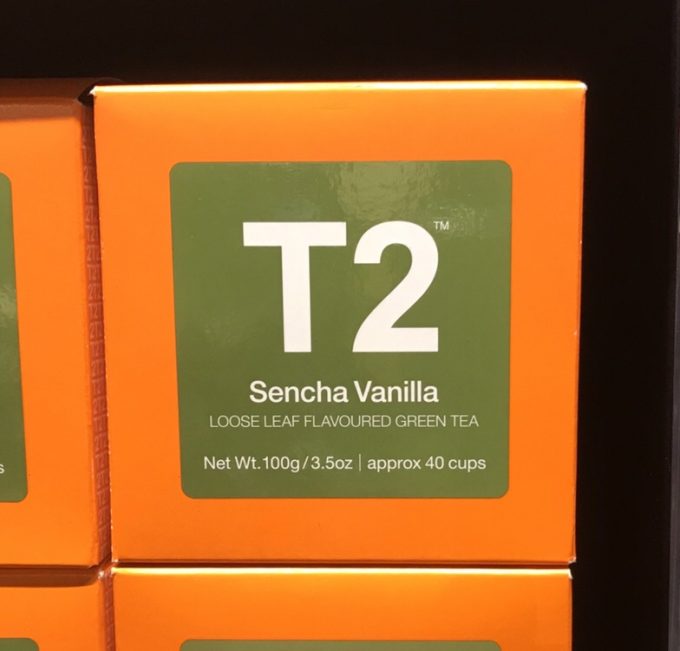 T2™
Sencha Vanilla
LOOSE LEAF FLAVOURED GREEN TEA
Net Wt.100g/3.5oz | approx 40 cups
s